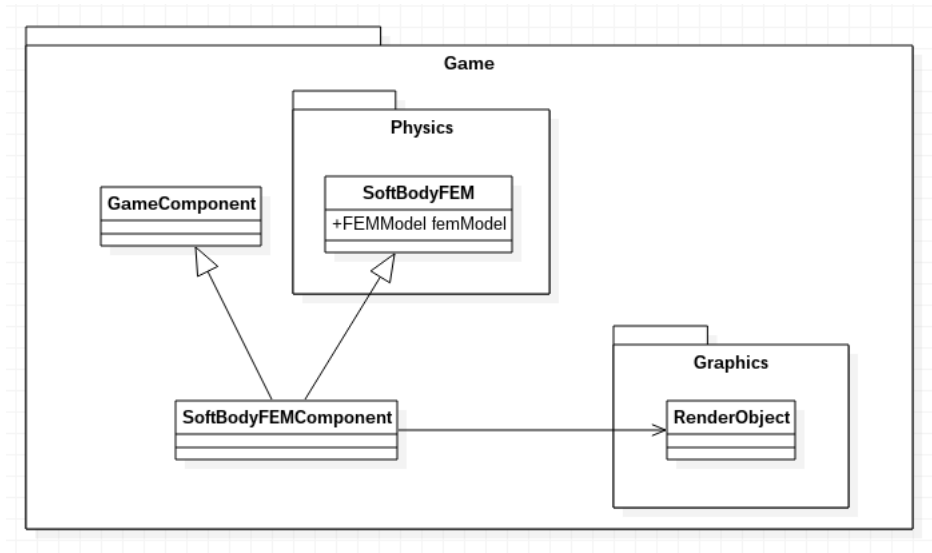 Game
Physics
SoftBodyFEM
+FEMModel femModel
GameComponent
SoftBodyFEMComponent
Graphics
RenderObject